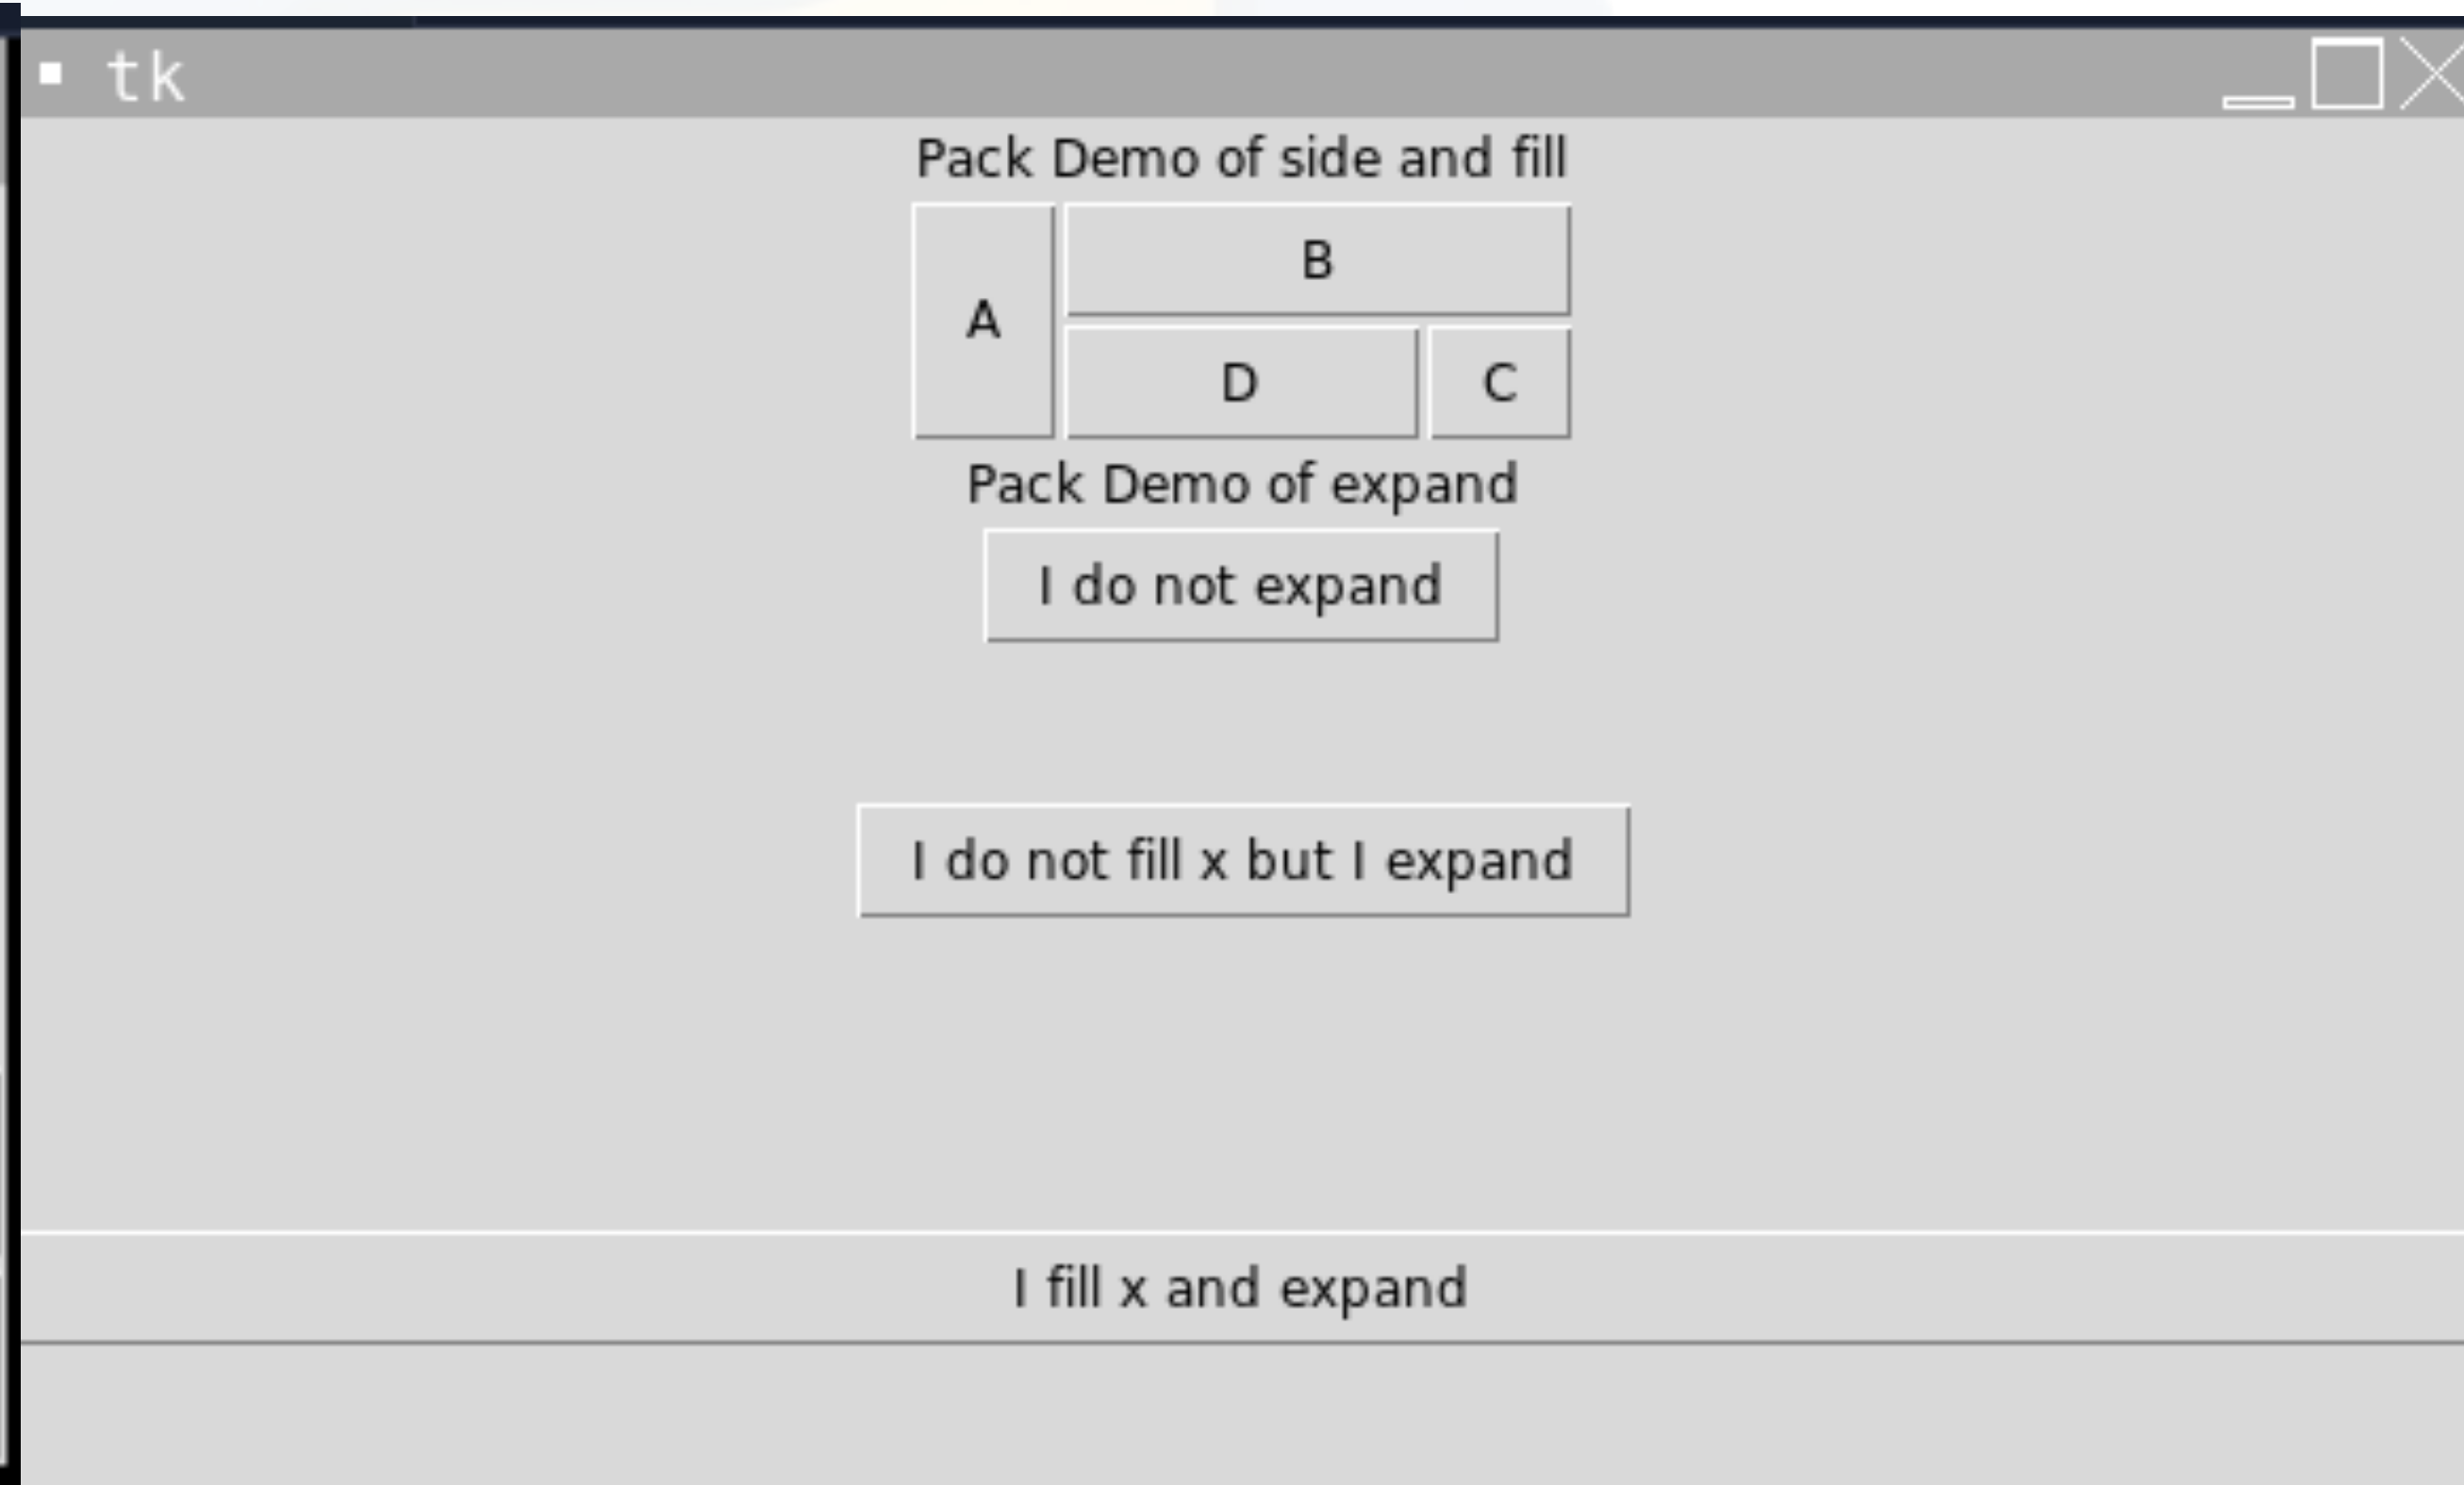 tk
Pack Demo of side and fill
B
A
D C
Pack Demo of expand
I do not expand
I do not fill x but I expand
I fill x and expand